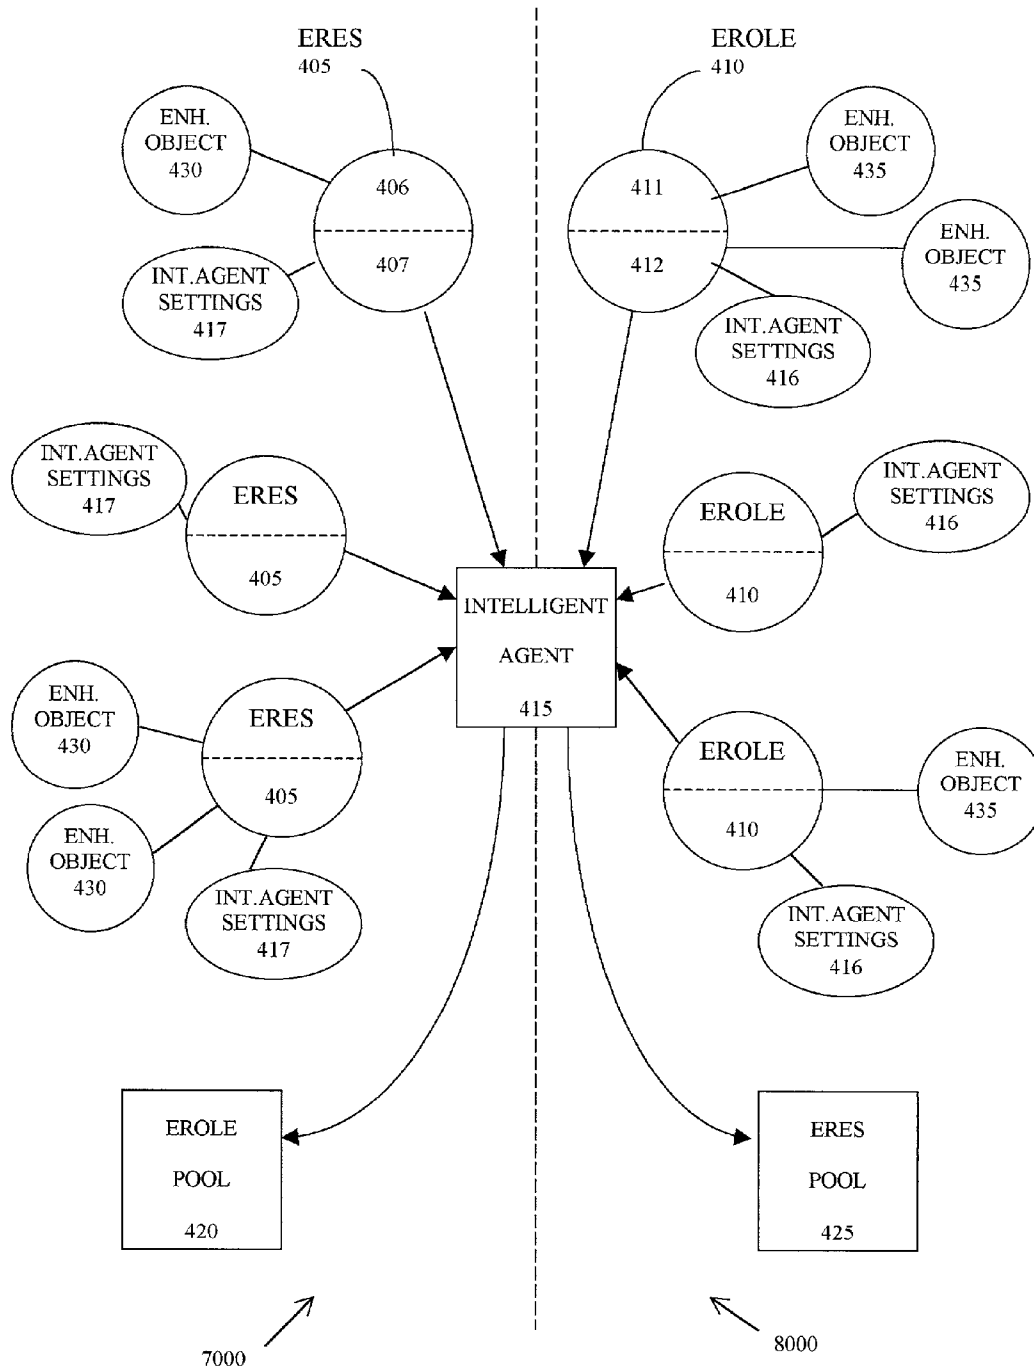 ERES
405
EROLE
410
ENH.
OBJECT
430
406
407
INT.AGENT
SETTINGS
417
411
412
ENH.
OBJECT
435
ENH.
OBJECT
435
INT.AGENT
SETTINGS
416
INT.AGENT
SETTINGS
417
ERES
405
EROLE
410
INT.AGENT
SETTINGS
416
INTELLIGENT
AGENT
415
ENH.
OBJECT
430
ERES
405
ENH.
OBJECT
430
INT.AGENT
SETTINGS
417
EROLE
410
ENH.
OBJECT
435
INT.AGENT
SETTINGS
416
EROLE
POOL
420
ERES
POOL
425
7000
8000